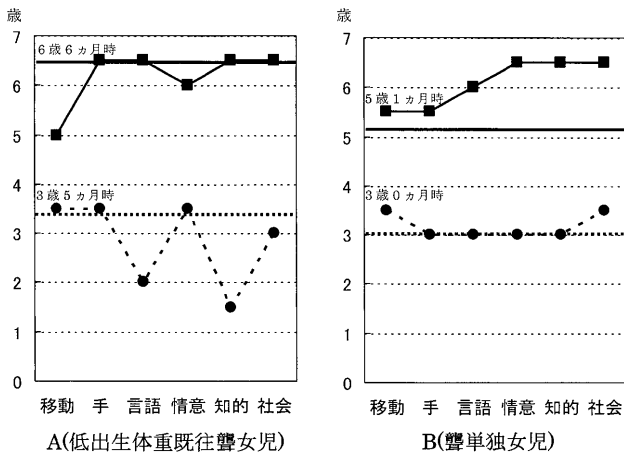 歳
7
6歳6ヵ月時
6
5
4
3歳5ヵ月時
3
2
1
0
移動 手 言語 情意 知的 社会
A(低出生体重既往聾女児)
歳
7
6
5歳1ヵ月時
5
4
3歳0ヵ月時
3
2
1
0
移動 手 言語 情意 知的 社会
B(聾単独女児)